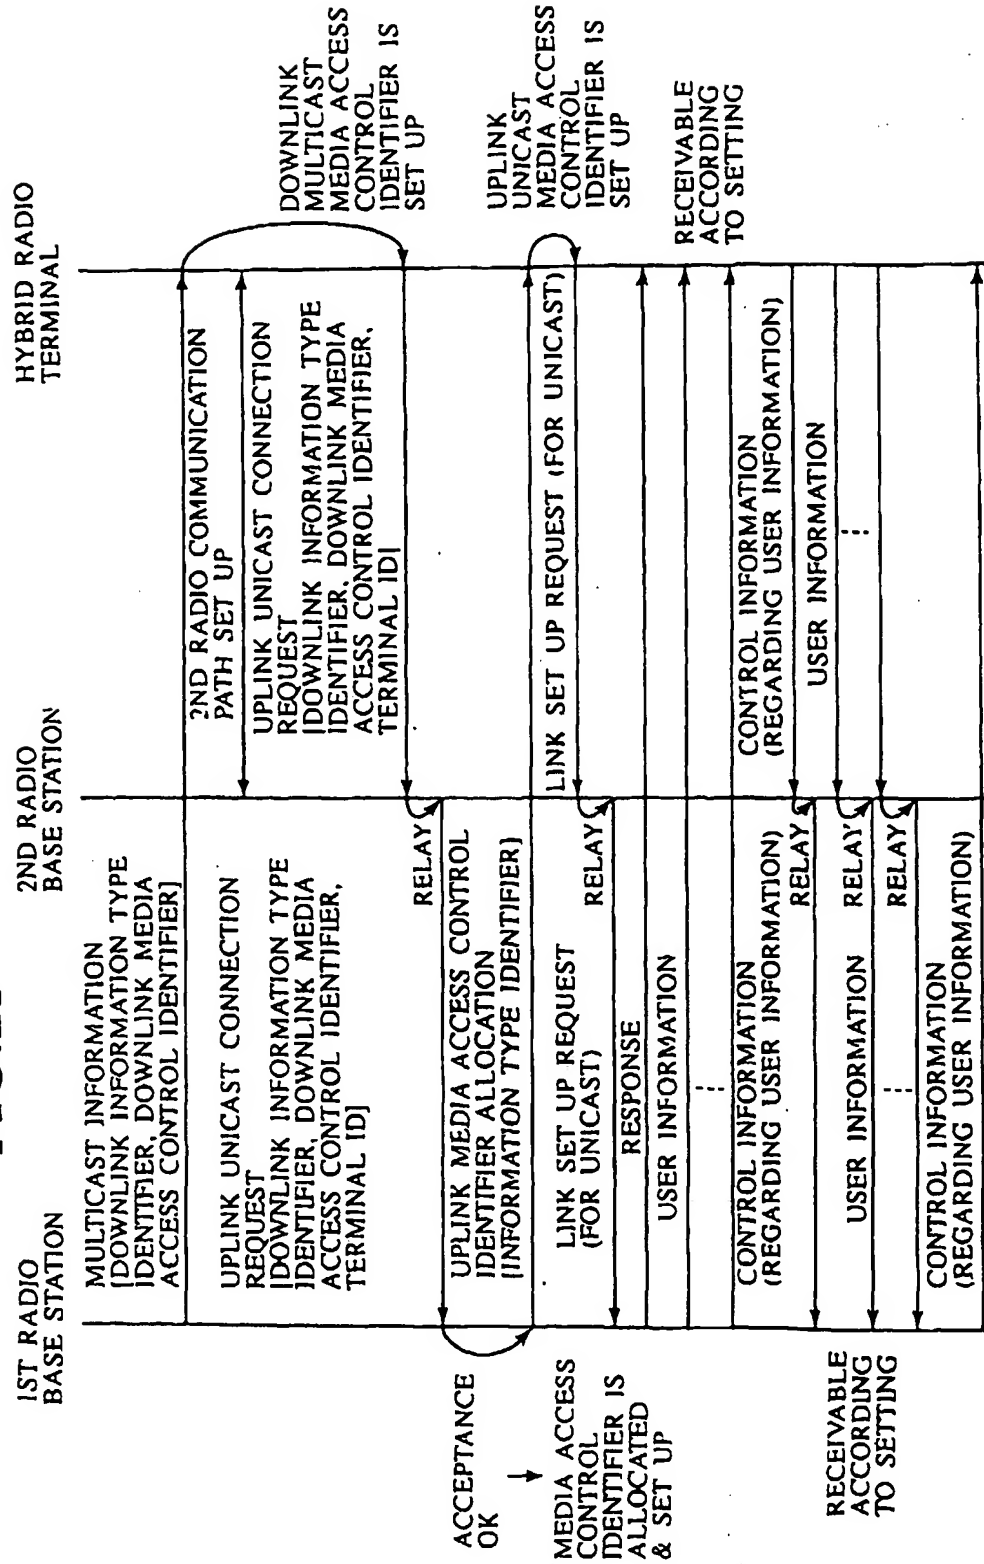 1ST RADIO
BASE STATION
2ND RADIO
BASE STATION
HYBRID RADIO
TERMINAL
MULTICAST INFORMATION
[DOWNLINK INFORMATION TYPE
IDENTIFIER, DOWNLINK MEDIA
ACCESS CONTROL IDENTIFIER]
2ND RADIO COMMUNICATION
PATH SET UP
DOWNLINK
MULTICAST
MEDIA ACCESS
CONTROL
IDENTIFIER IS
SET UP
UPLINK UNICAST CONNECTION
REQUEST
[DOWNLINK INFORMATION TYPE
IDENTIFIER, DOWNLINK MEDIA
ACCESS CONTROL IDENTIFIER,
TERMINAL ID]
UPLINK UNICAST CONNECTION
REQUEST
[DOWNLINK INFORMATION TYPE
IDENTIFIER, DOWNLINK MEDIA
ACCESS CONTROL IDENTIFIER,
TERMINAL ID]
RELAY
ACCEPTANCE
OK
MEDIA ACCESS
CONTROL
IDENTIFIER IS
ALLOCATED
& SET UP
UPLINK MEDIA ACCESS CONTROL
IDENTIFIER ALLOCATION
[INFORMATION TYPE IDENTIFIER]
UPLINK
UNICAST
MEDIA ACCESS
CONTROL
IDENTIFIER IS
SET UP
LINK SET UP REQUEST (FOR UNICAST)
LINK SET UP REQUEST
(FOR UNICAST)
RELAY
RESPONSE
USER INFORMATION
RECEIVABLE
ACCORDING
TO SETTING
CONTROL INFORMATION
(REGARDING USER INFORMATION)
CONTROL INFORMATION
(REGARDING USER INFORMATION)
RELAY
USER INFORMATION
USER INFORMATION
RELAY
RELAY
RECEIVABLE
ACCORDING
TO SETTING
CONTROL INFORMATION
(REGARDING USER INFORMATION)